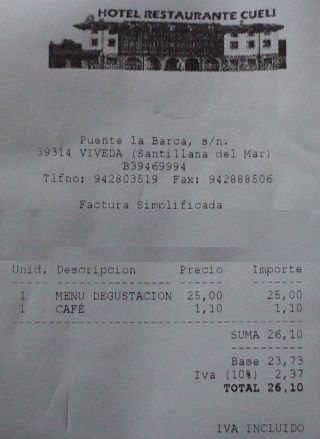 HOTEL RESTAURANTE CUELI
Puente la Barca, s/n.
39314 VIVEDA (Santillana del Mar)
B39469994
Tlfno: 942803519 Fax: 942888506
Factura Simplificada
Unid. Descripcion Precio Importe
1 MENU DEGUSTACION 25,00 25,00
1 CAFÉ 1,10 1,10
SUMA 26,10
Base 23,73
Iva (10%) 2,37
TOTAL 26,10
IVA INCLUIDO